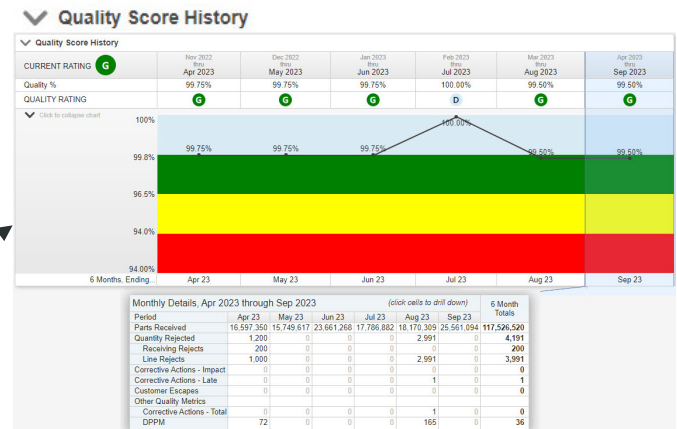 Quality Score History
Quality Score History
CURRENT RATING G
Nov 2022 thru Apr 2023
Dec 2022 thru May 2023
Jan 2023 thru Jun 2023
Feb 2023 thru Jul 2023
Mar 2023 thru Aug 2023
Apr 2023 thru Sep 2023
Quality % 99.75% 99.75% 99.75% 100.00% 99.50% 99.50%
QUALITY RATING G G G D G G
Click to collapse chart
100%
99.75% 99.75% 99.75% 100.00% 99.50% 99.50%
99.8%
96.5%
94.0%
94.00%
6 Months, Ending... Apr 23 May 23 Jun 23 Jul 23 Aug 23 Sep 23
Monthly Details, Apr 2023 through Sep 2023 (click cells to drill down) 6 Month Totals
Period Apr 23 May 23 Jun 23 Jul 23 Aug 23 Sep 23
Parts Received 16,597,350 15,749,617 23,661,268 17,786,882 18,170,309 25,561,094 117,526,520
Quantity Rejected 1,200 0 0 0 2,991 0 4,191
Receiving Rejects 200 0 0 0 0 0 200
Line Rejects 1,000 0 0 0 2,991 0 3,991
Corrective Actions - Impact 0 0 0 0 0 0 0
Corrective Actions - Late 0 0 0 0 1 0 1
Customer Escapes 0 0 0 0 0 0 0
Other Quality Metrics
Corrective Actions - Total 0 0 0 0 1 0 0
DPPM 72 0 0 0 165 0 36